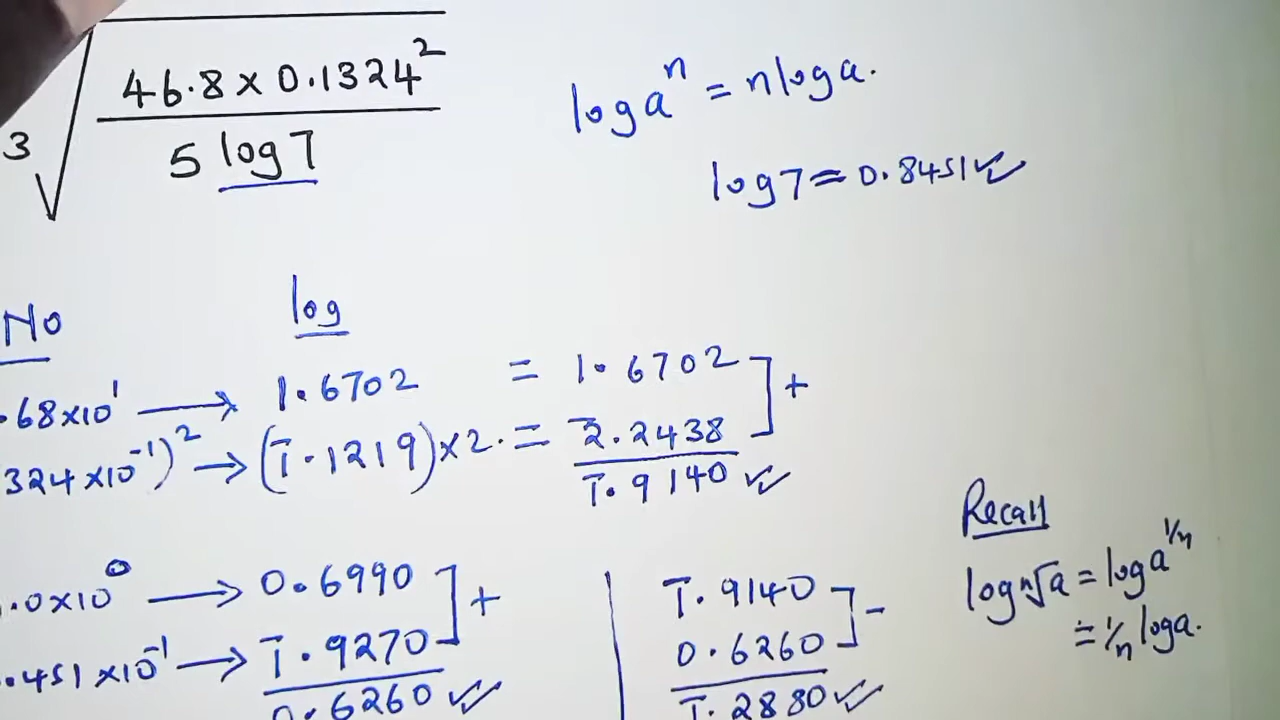 ∛((46.8 × 0.1324²) / (5 log 7))
log aⁿ = n log a.
log 7 = 0.8451 ✓✓
No log
.68×10¹ → 1.6702 = 1.6702 ] +
324×10⁻¹)² → (1̄.1219)×2. = 2̄.2438
1̄.9140 ✓✓
.0×10⁰ → 0.6990 ] +
.451×10⁻¹ → 1̄.9270
0.6260 ✓✓
1̄.9140 ] −
0.6260
1̄.2880 ✓✓
Recall
log ⁿ√a = log a^(1/n)
= 1/n log a.